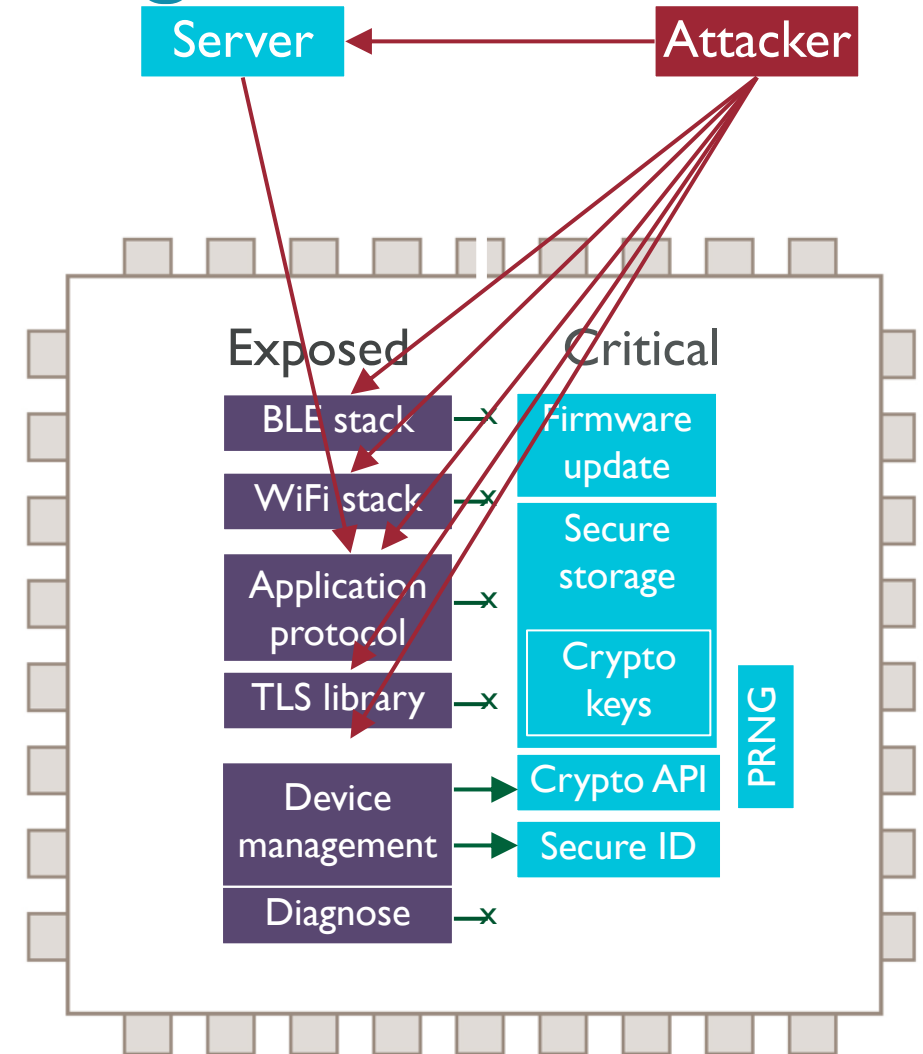 Server
Attacker
Exposed
Critical
BLE stack
x
Firmware
update
WiFi stack
x
Secure
storage
Application
protocol
x
Crypto
keys
TLS library
x
PRNG
Device
management
Crypto API
Secure ID
Diagnose
x